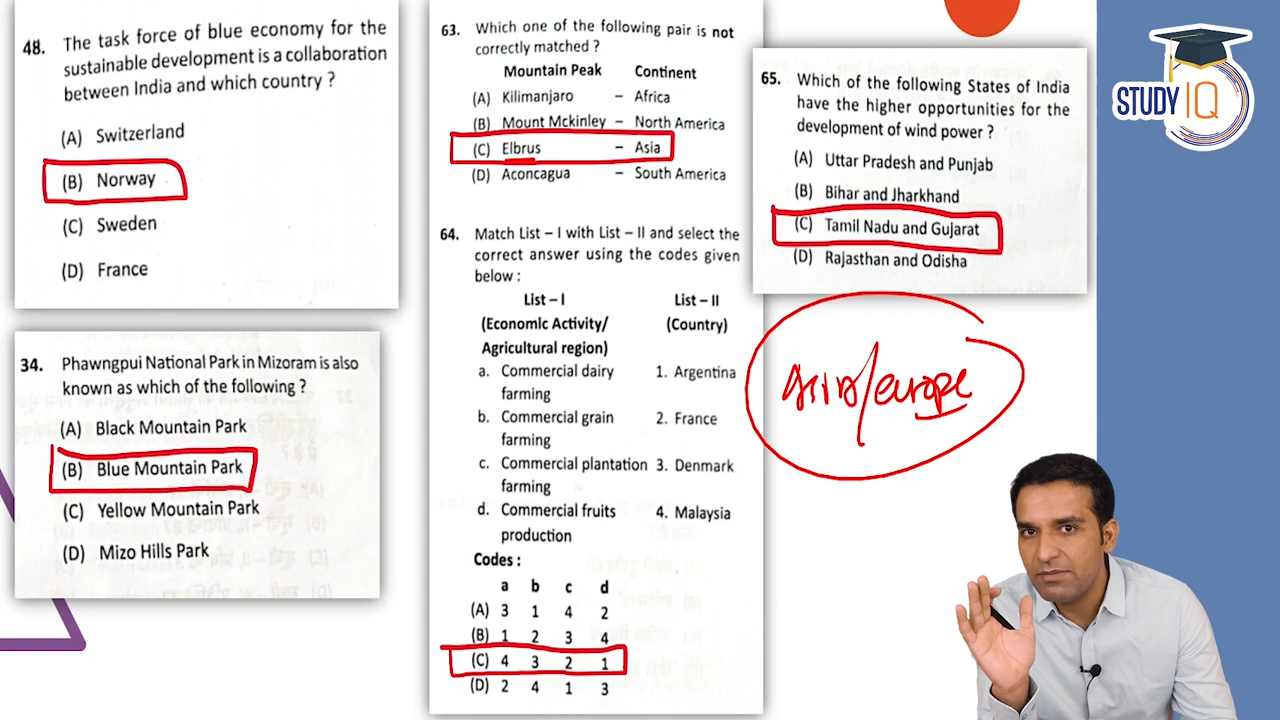 48. The task force of blue economy for the
sustainable development is a collaboration
between India and which country ?
(A) Switzerland
(B) Norway
(C) Sweden
(D) France
34. Phawngpui National Park in Mizoram is also
known as which of the following ?
(A) Black Mountain Park
(B) Blue Mountain Park
(C) Yellow Mountain Park
(D) Mizo Hills Park
63. Which one of the following pair is not
correctly matched ?
Mountain Peak Continent
(A) Kilimanjaro – Africa
(B) Mount Mckinley – North America
(C) Elbrus – Asia
(D) Aconcagua – South America
64. Match List – I with List – II and select the
correct answer using the codes given
below :
List – I List – II
(Economic Activity/ (Country)
Agricultural region)
a. Commercial dairy 1. Argentina
farming
b. Commercial grain 2. France
farming
c. Commercial plantation 3. Denmark
farming
d. Commercial fruits 4. Malaysia
production
Codes :
a b c d
(A) 3 1 4 2
(B) 1 2 3 4
(C) 4 3 2 1
(D) 2 4 1 3
65. Which of the following States of India
have the higher opportunities for the
development of wind power ?
(A) Uttar Pradesh and Punjab
(B) Bihar and Jharkhand
(C) Tamil Nadu and Gujarat
(D) Rajasthan and Odisha
Asia/europe
STUDY IQ